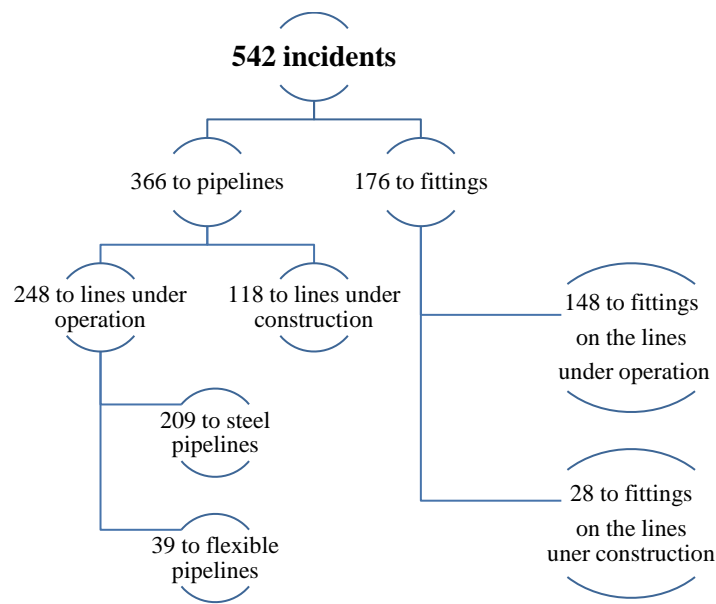 542 incidents
366 to pipelines
176 to fittings
248 to lines under
operation
118 to lines under
construction
148 to fittings
on the lines
under operation
209 to steel
pipelines
28 to fittings
on the lines
uner construction
39 to flexible
pipelines